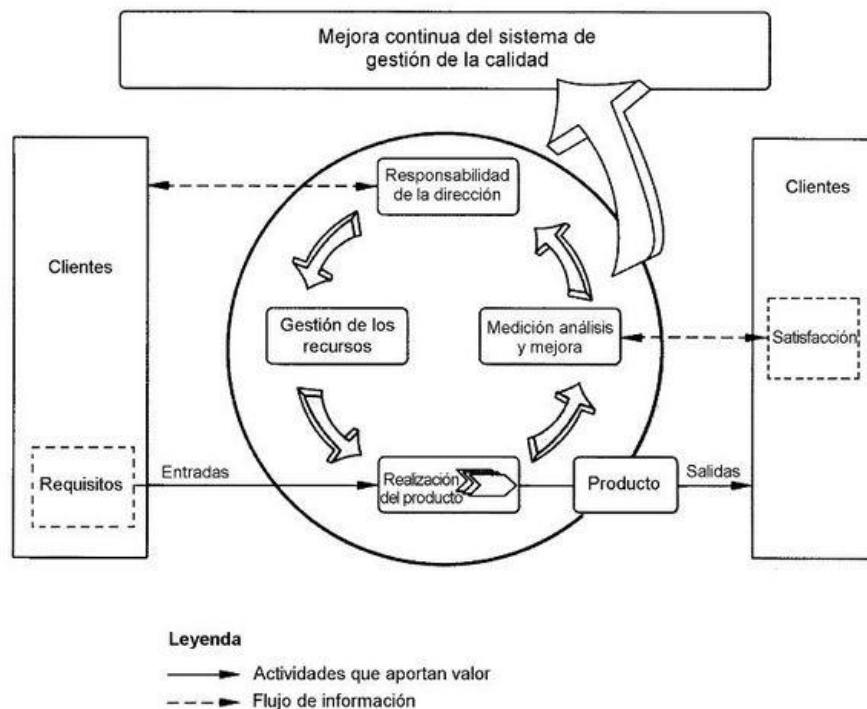 Mejora continua del sistema de
gestión de la calidad
Responsabilidad
de la dirección
Clientes
Clientes
Gestión de los
recursos
Medición análisis
y mejora
Satisfacción
Requisitos
Entradas
Realización
del producto
Producto
Salidas
Leyenda
Actividades que aportan valor
Flujo de información